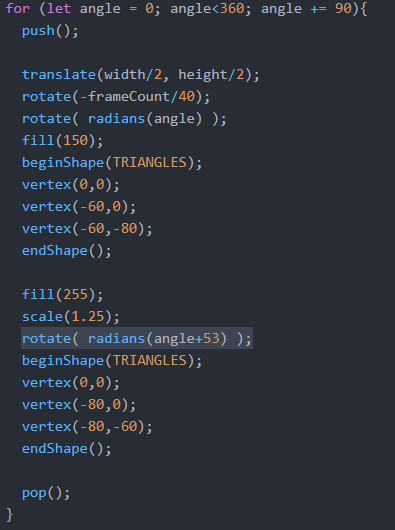 for (let angle = 0; angle<360; angle += 90){
push();
translate(width/2, height/2);
rotate(-frameCount/40);
rotate( radians(angle) );
fill(150);
beginShape(TRIANGLES);
vertex(0,0);
vertex(-60,0);
vertex(-60,-80);
endShape();
fill(255);
scale(1.25);
rotate( radians(angle+53) );
beginShape(TRIANGLES);
vertex(0,0);
vertex(-80,0);
vertex(-80,-60);
endShape();
pop();
}